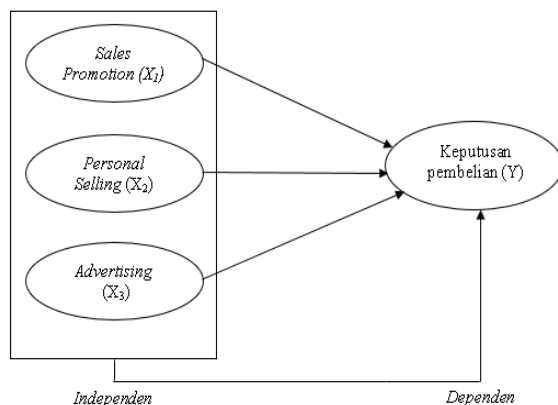 Sales
Promotion (X1)
Personal
Selling (X2)
Advertising
(X3)
Keputusan
pembelian (Y)
Independen
Dependen